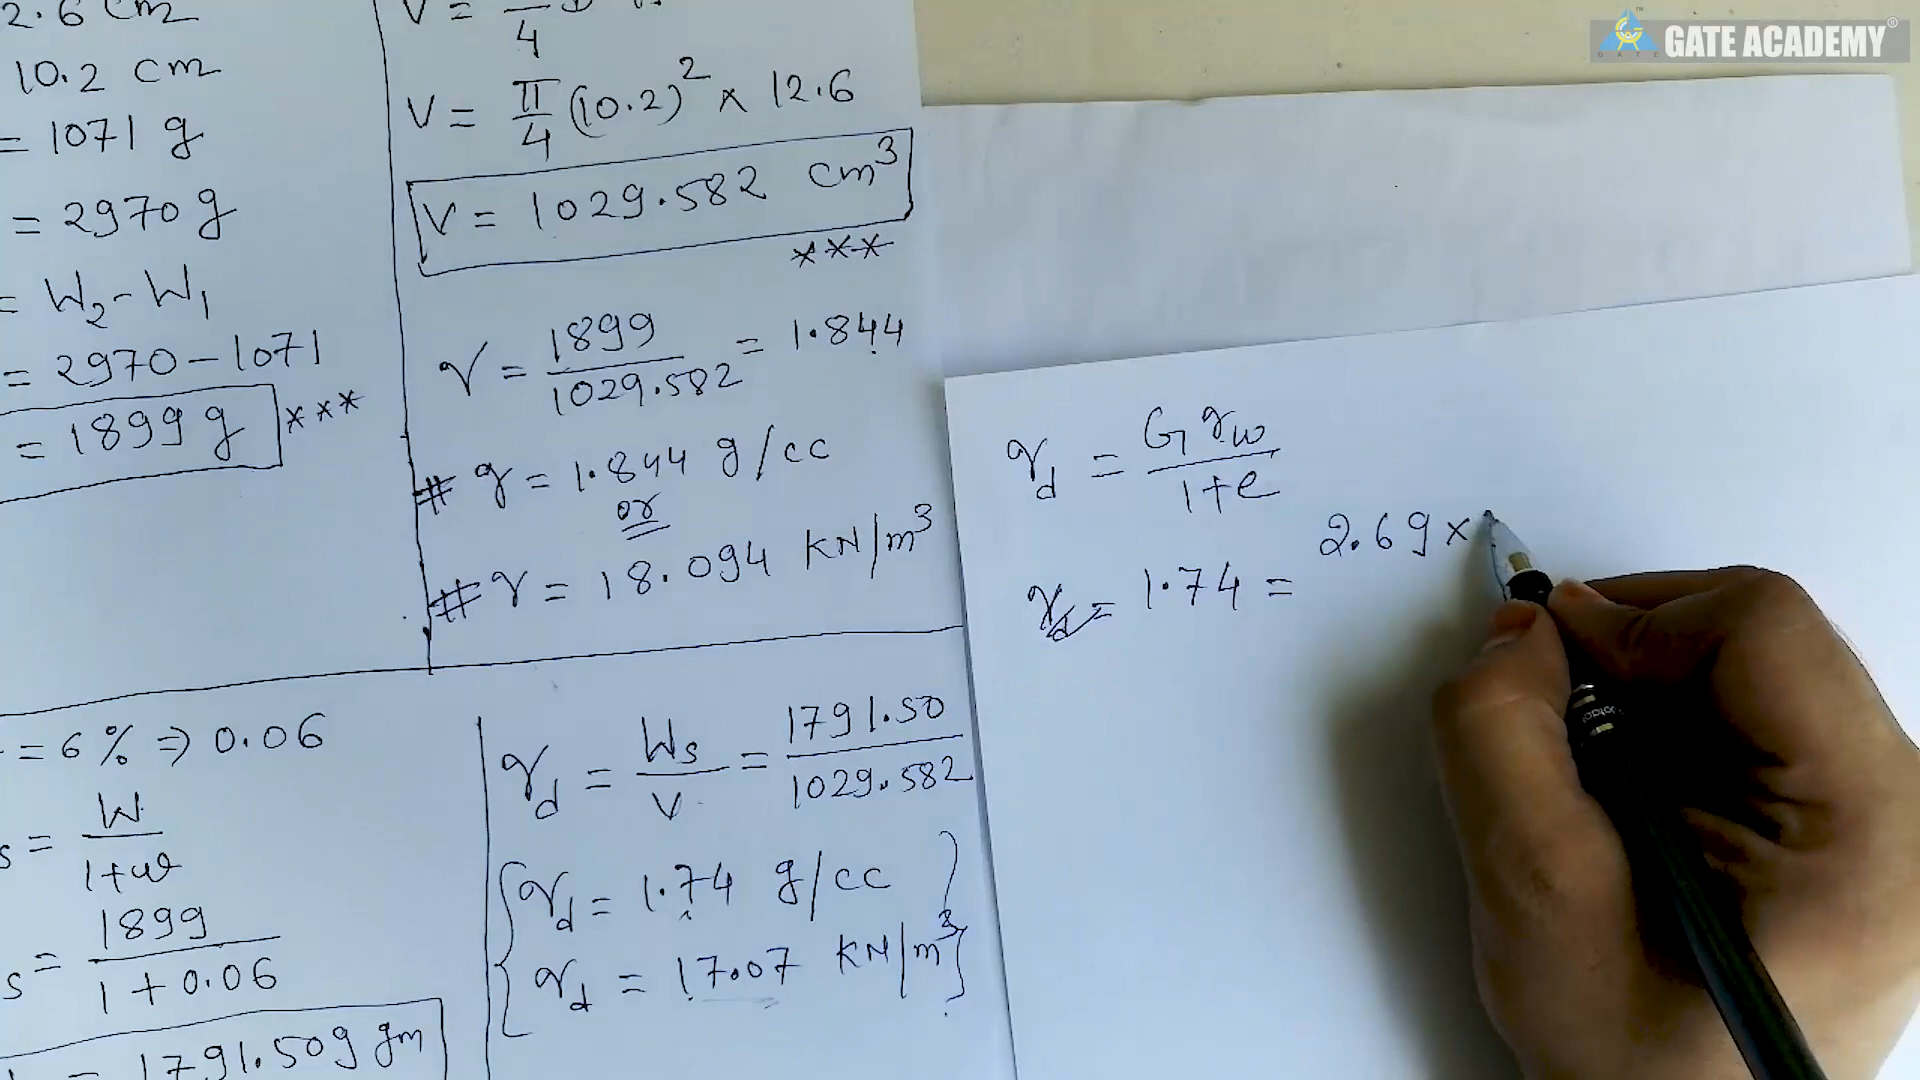 2.6 cm
10.2 cm
= 1071 g
= 2970 g
= W₂ - W₁
= 2970 - 1071
= 1899 g ***
V = π/4 (10.2)² × 12.6
V = 1029.582 cm³
***
γ = 1899/1029.582 = 1.844
# γ = 1.844 g/cc
or
# γ = 18.094 KN/m³
= 6% ⇒ 0.06
s = W/1+w
s = 1899/1+0.06
= 1791.509 gm
γd = Ws/V = 1791.50/1029.582
γd = 1.74 g/cc
γd = 17.07 KN/m³
GATE ACADEMY®
GATE
γd = Gγw/1+e
γd = 1.74 = 2.69 ×